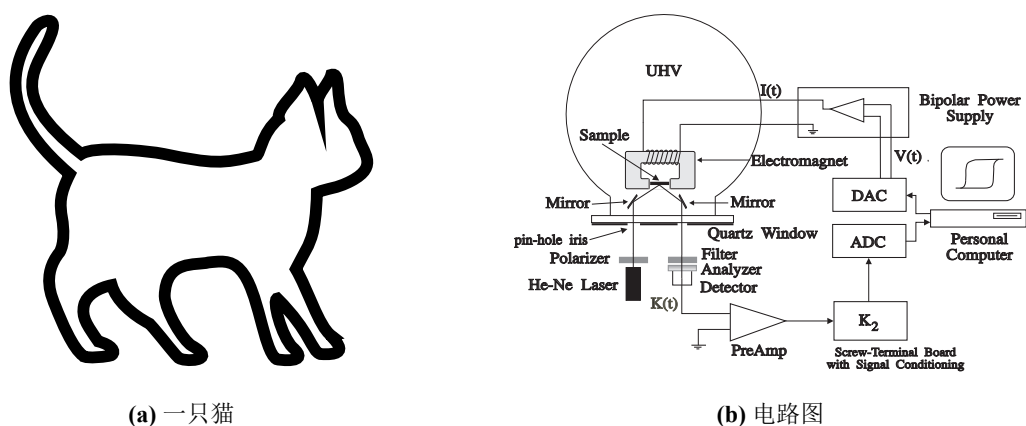 UHV
I(t)
Bipolar Power
Supply
Sample
Electromagnet
V(t)
Mirror
Mirror
DAC
pin-hole iris
Quartz Window
ADC
Personal
Computer
Polarizer
Filter
Analyzer
He-Ne Laser
Detector
K(t)
K2
PreAmp
Screw-Terminal Board
with Signal Conditioning
(a) 一只猫
(b) 电路图